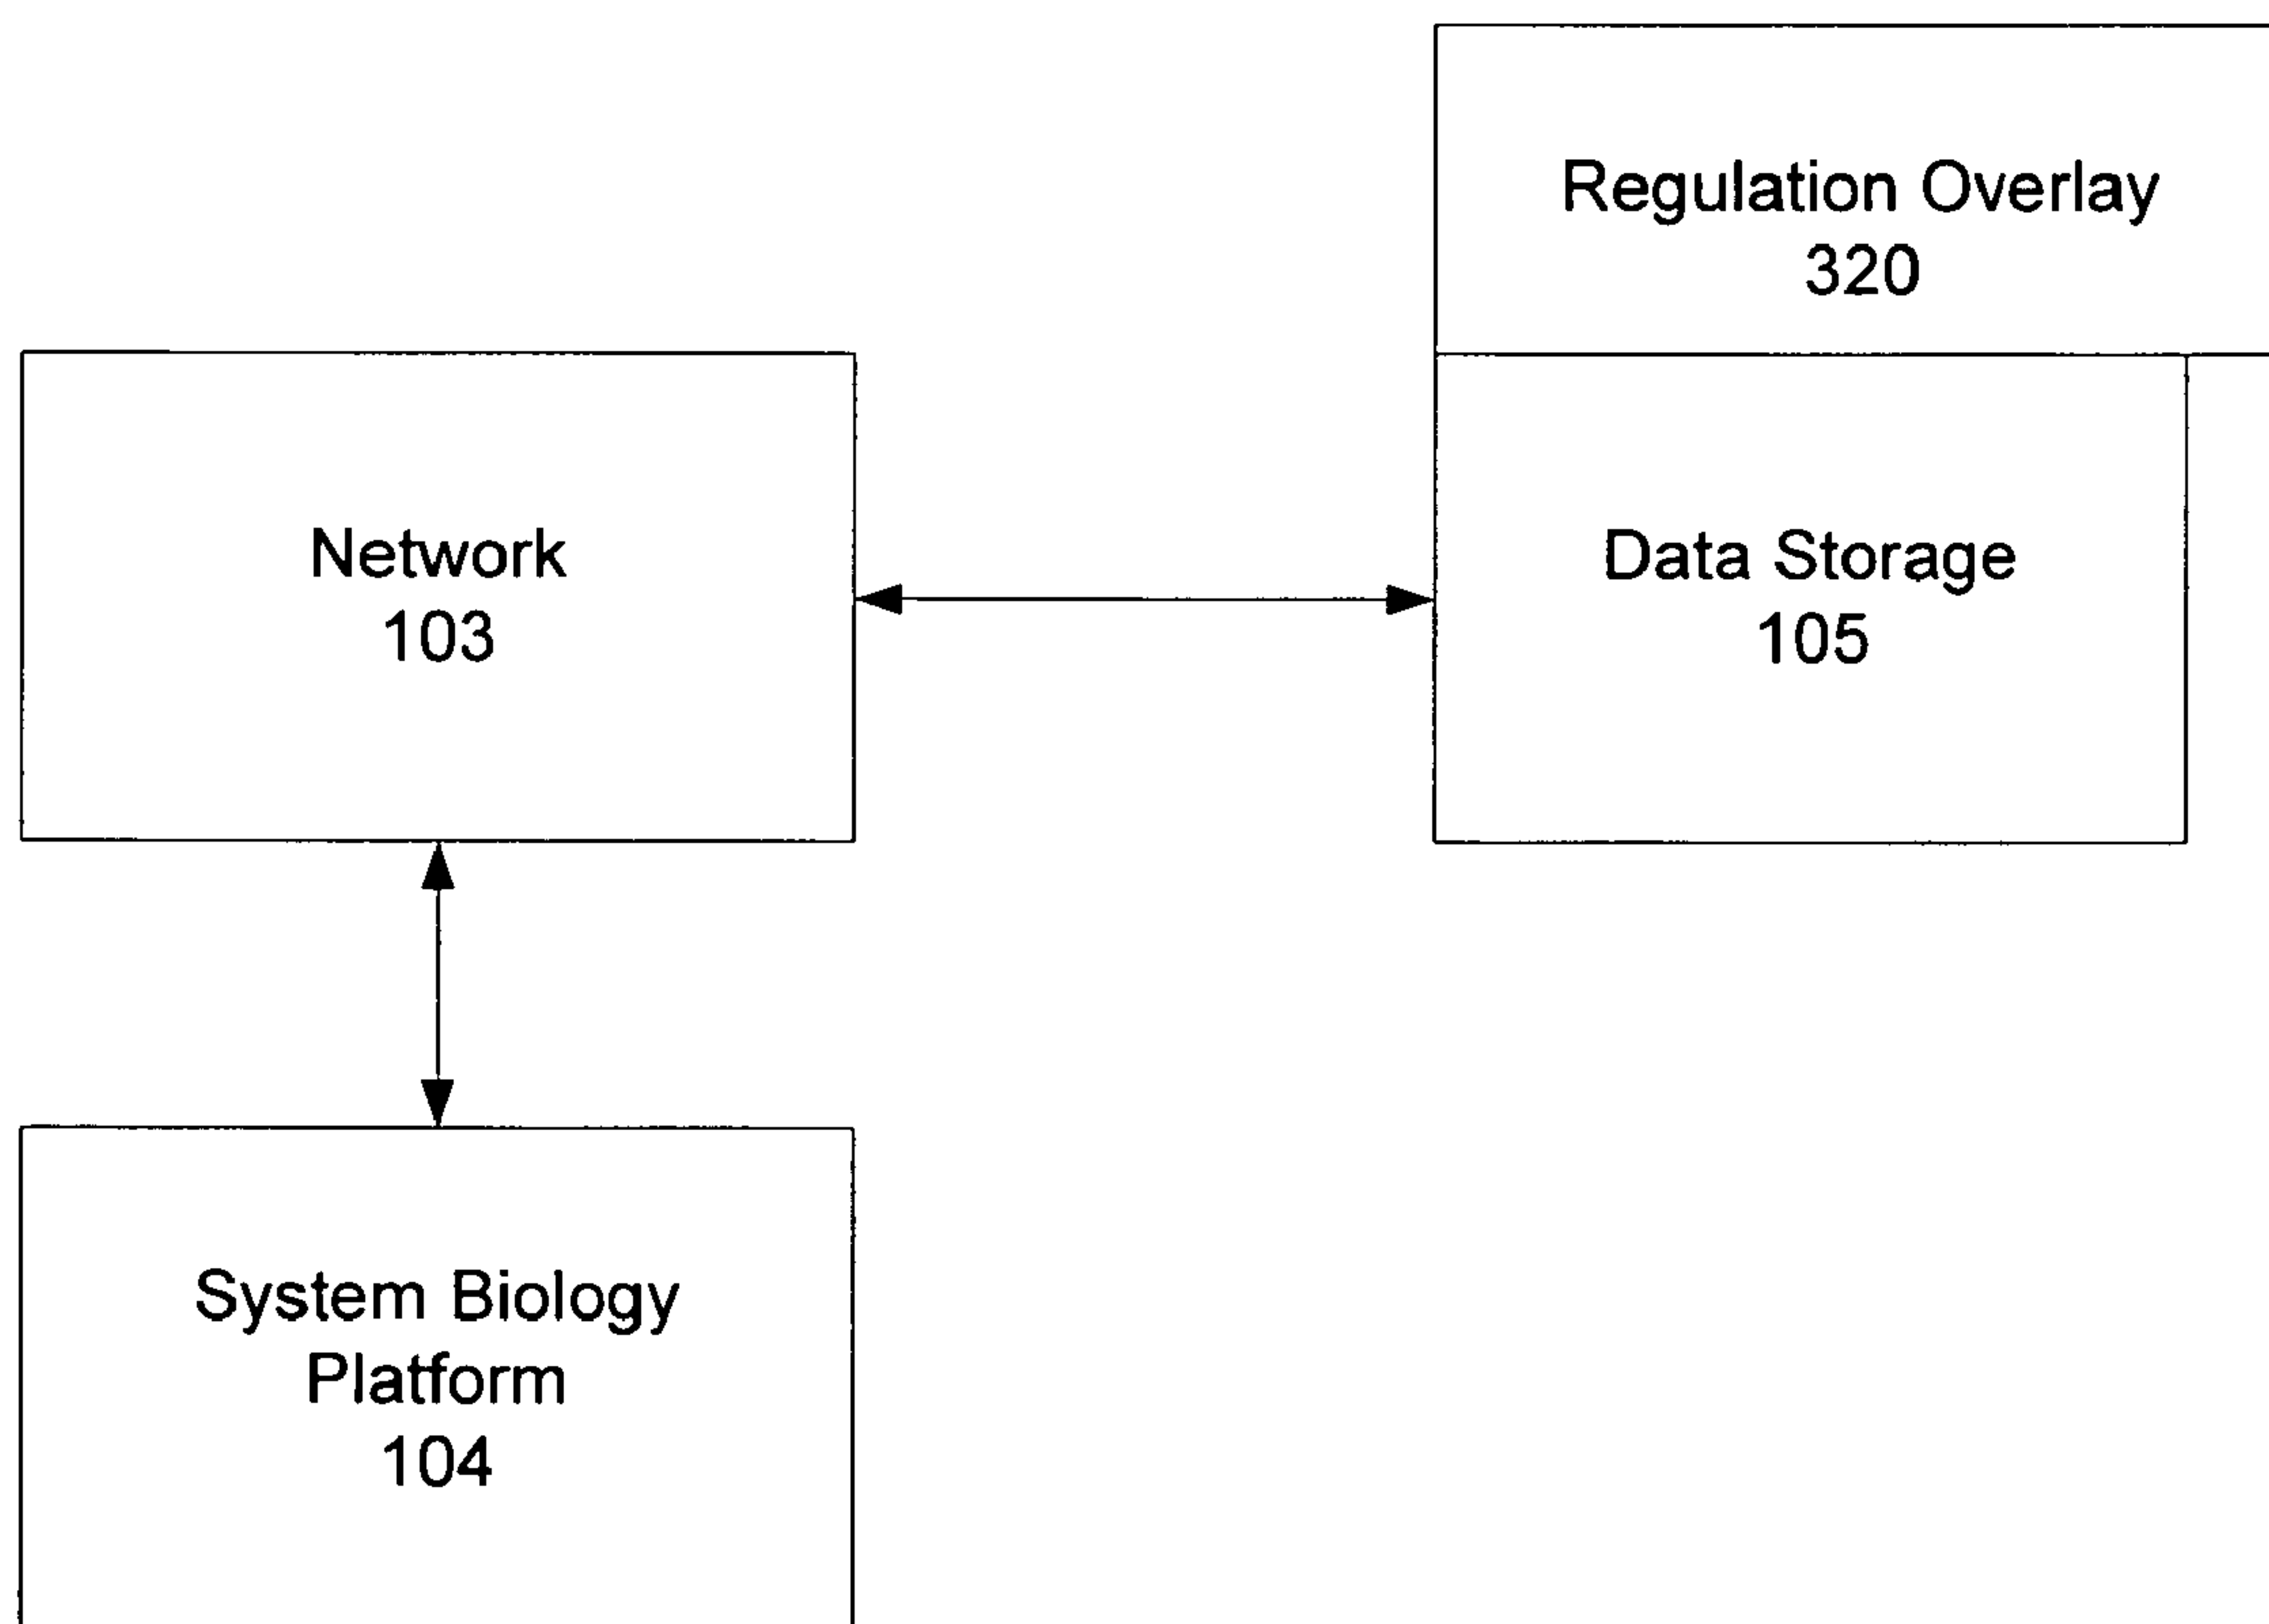 Regulation Overlay
320
Network
103
Data Storage
105
System Biology
Platform
104